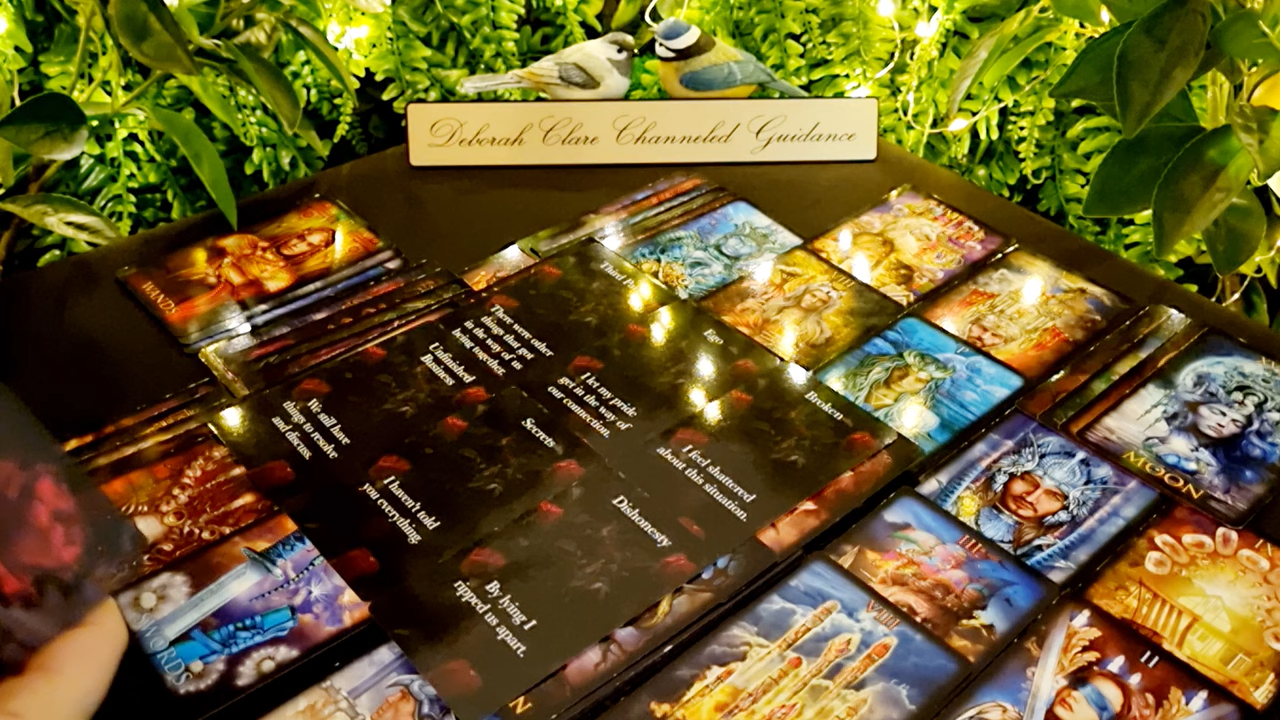 Deborah Clare Channeled Guidance
WANDS
There were other
things that got
in the way of us
being together.
Unfinished
Business
We still have
things to resolve
and discuss.
Ego
I let my pride
get in the way of
our connection.
Secrets
I haven't told
you everything.
Broken
I feel shattered
about this situation.
Dishonesty
By lying I
ripped us apart.
MOON
III
VIII
II